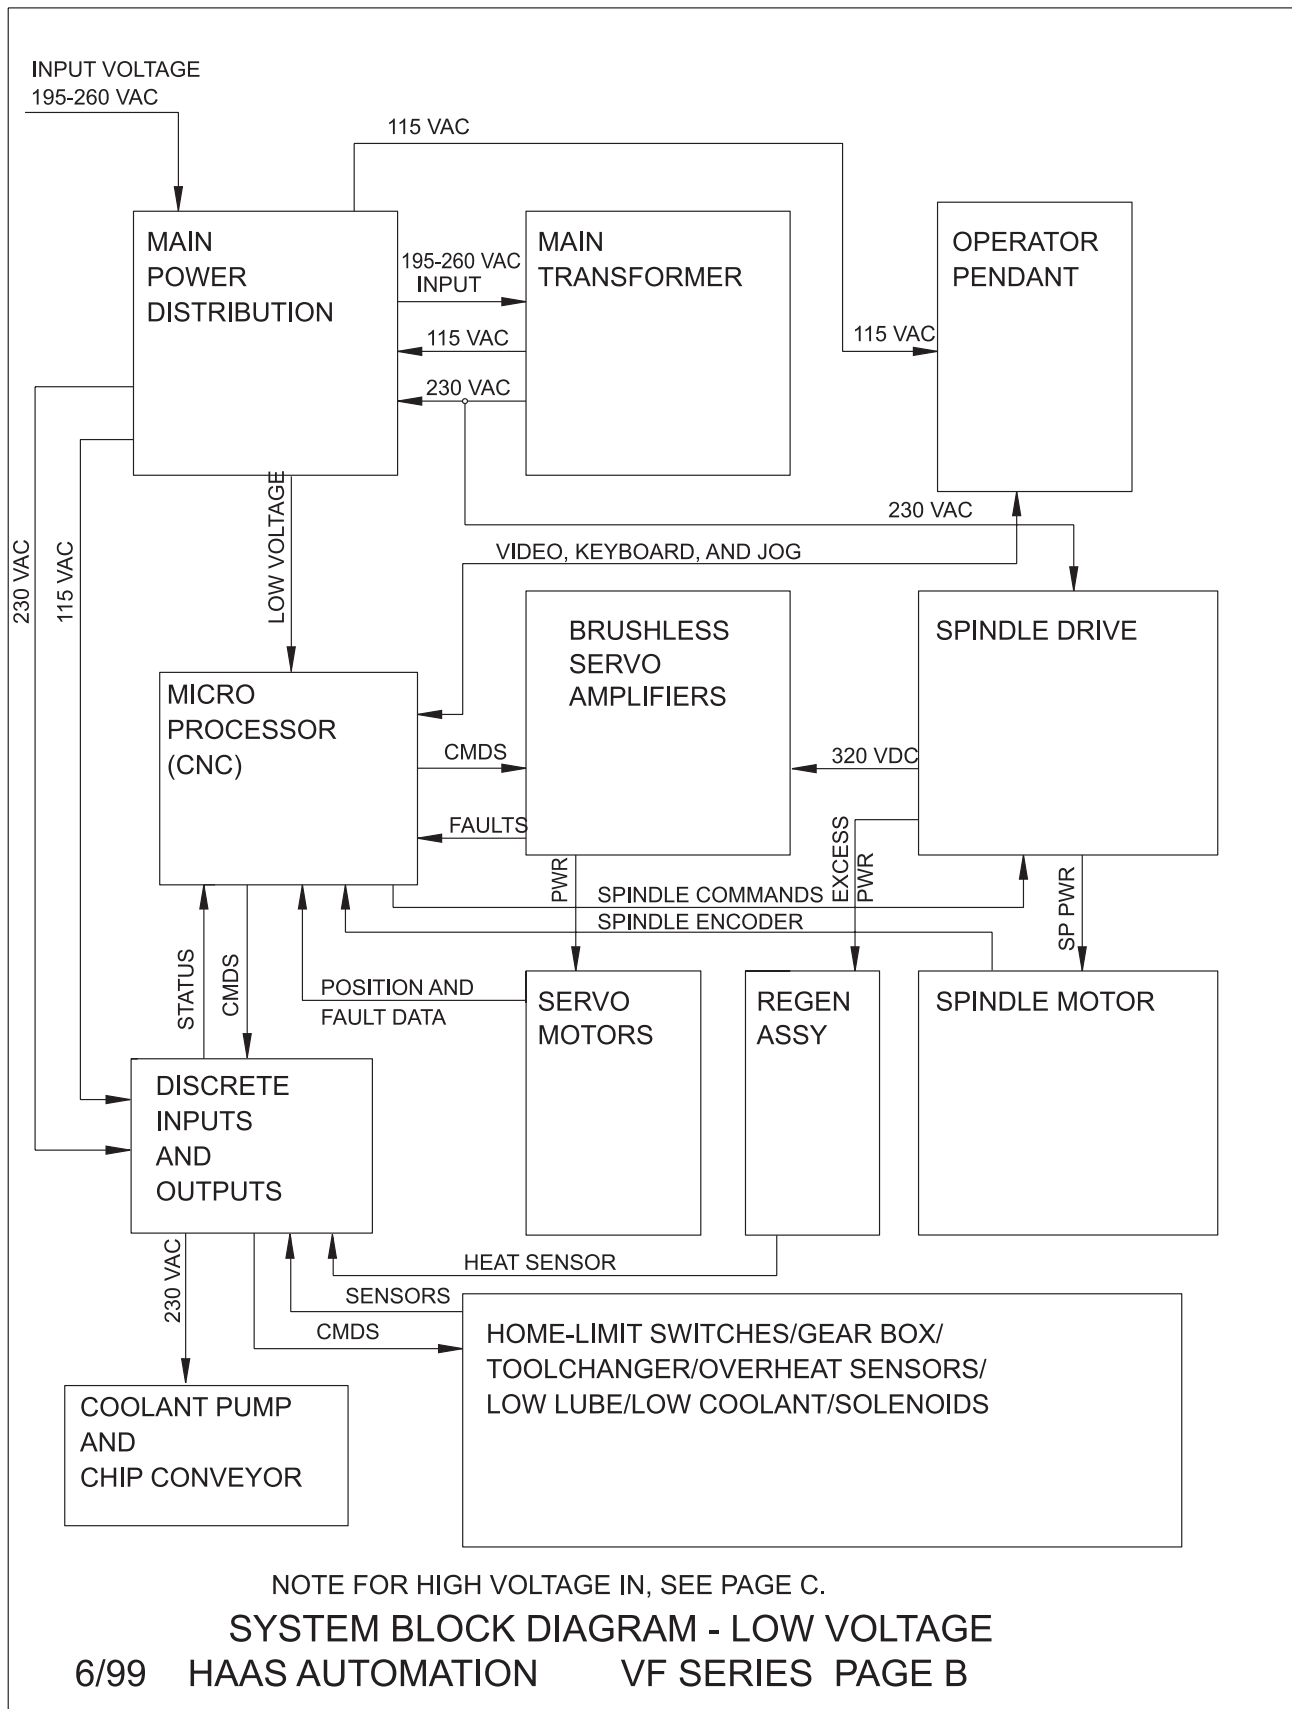 INPUT VOLTAGE
195-260 VAC
115 VAC
MAIN
POWER
DISTRIBUTION
195-260 VAC
INPUT
115 VAC
230 VAC
MAIN
TRANSFORMER
OPERATOR
PENDANT
115 VAC
230 VAC
115 VAC
LOW VOLTAGE
230 VAC
VIDEO, KEYBOARD, AND JOG
MICRO
PROCESSOR
(CNC)
CMDS
FAULTS
BRUSHLESS
SERVO
AMPLIFIERS
320 VDC
SPINDLE DRIVE
PWR
EXCESS
PWR
SP PWR
SPINDLE COMMANDS
SPINDLE ENCODER
STATUS
CMDS
POSITION AND
FAULT DATA
SERVO
MOTORS
REGEN
ASSY
SPINDLE MOTOR
DISCRETE
INPUTS
AND
OUTPUTS
230 VAC
HEAT SENSOR
SENSORS
CMDS
HOME-LIMIT SWITCHES/GEAR BOX/
TOOLCHANGER/OVERHEAT SENSORS/
LOW LUBE/LOW COOLANT/SOLENOIDS
COOLANT PUMP
AND
CHIP CONVEYOR
NOTE FOR HIGH VOLTAGE IN, SEE PAGE C.
SYSTEM BLOCK DIAGRAM - LOW VOLTAGE
6/99 HAAS AUTOMATION VF SERIES PAGE B